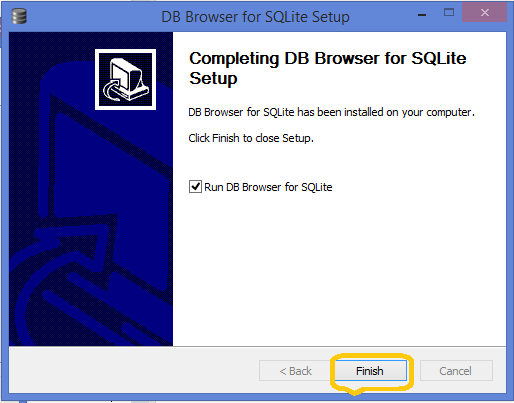 DB Browser for SQLite Setup
Completing DB Browser for SQLite
Setup
DB Browser for SQLite has been installed on your computer.
Click Finish to close Setup.
Run DB Browser for SQLite
< Back
Finish
Cancel